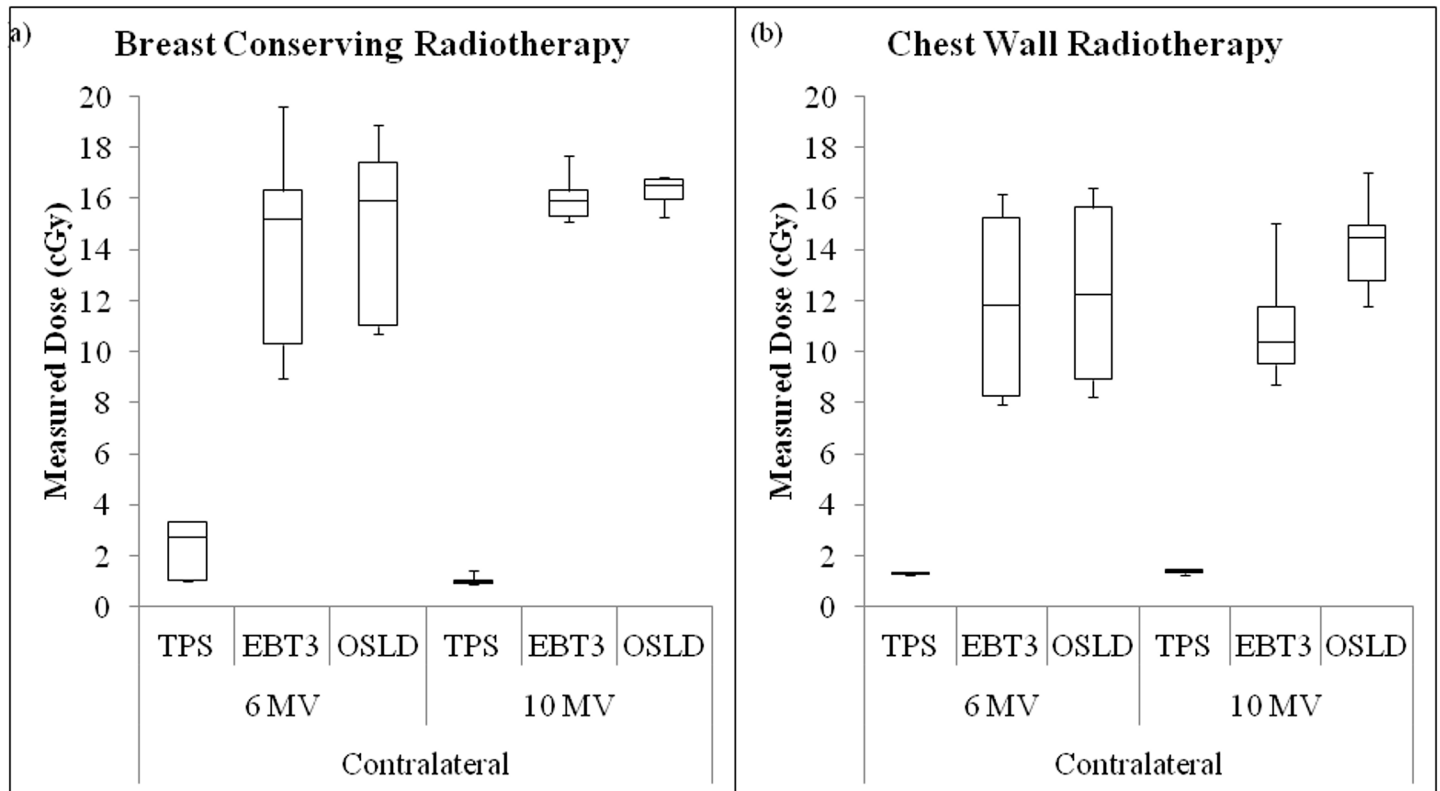 a)
Breast Conserving Radiotherapy
Measured Dose (cGy)
20
18
16
14
12
10
8
6
4
2
0
TPS EBT3 OSLD TPS EBT3 OSLD
6 MV 10 MV
Contralateral
(b)
Chest Wall Radiotherapy
Measured Dose (cGy)
20
18
16
14
12
10
8
6
4
2
0
TPS EBT3 OSLD TPS EBT3 OSLD
6 MV 10 MV
Contralateral